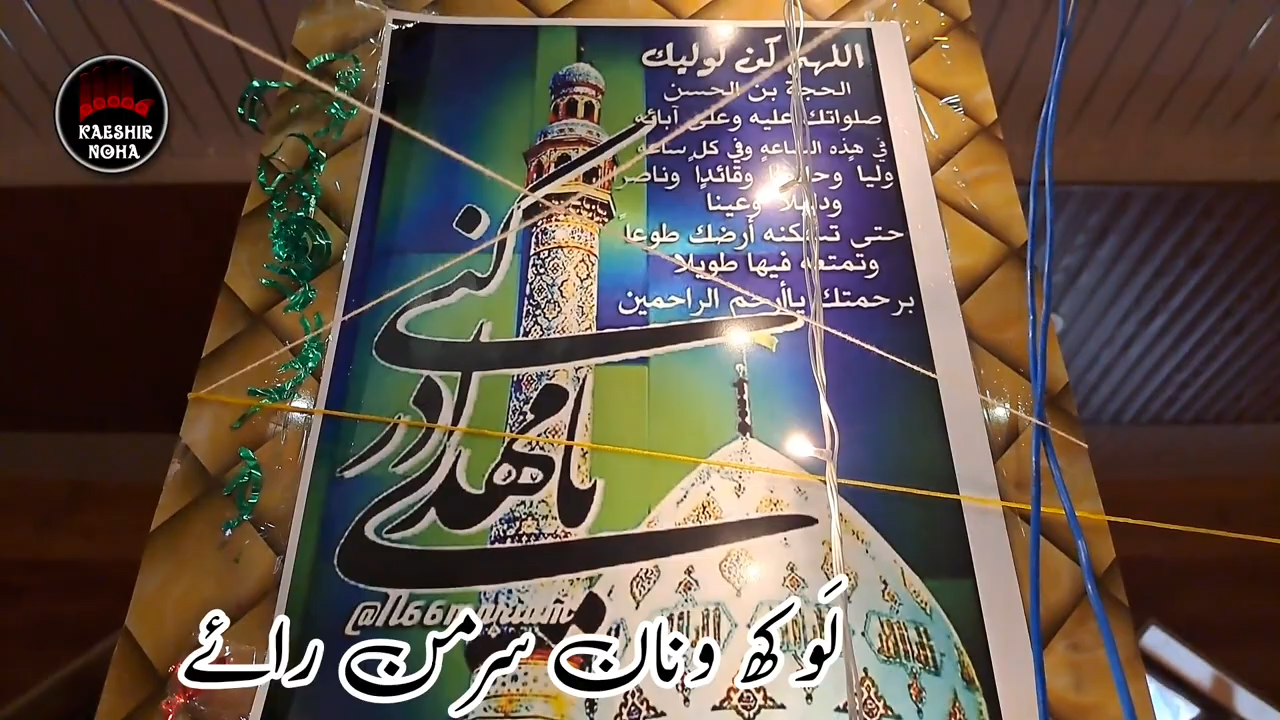 KAESHIR
NOHA
اللهم كن لوليك
الحجة بن الحسن
صلواتك عليه وعلى آبائه
في هذه الساعة وفي كل ساعة
وليا وحافظا وقائداً وناصرا
ودليلاً وعينا
حتى تسكنه أرضك طوعاً
وتمتعه فيها طويلا
برحمتك ياأرحم الراحمين
يا مهدي
ادركني
لَوکھ ونان سرمن رائے